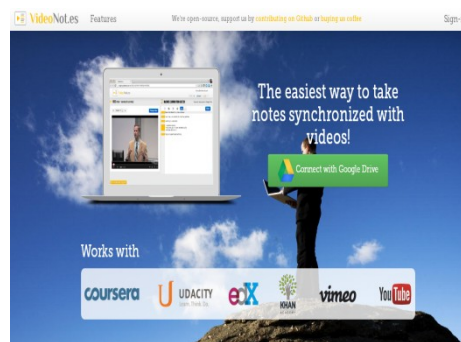 VideoNot.es Features We're open-source, support us by contributing on Github or buying us coffee Sign-
The easiest way to take
notes synchronized with
videos!
Connect with Google Drive
Works with
coursera UDACITY edX KHAN vimeo YouTube